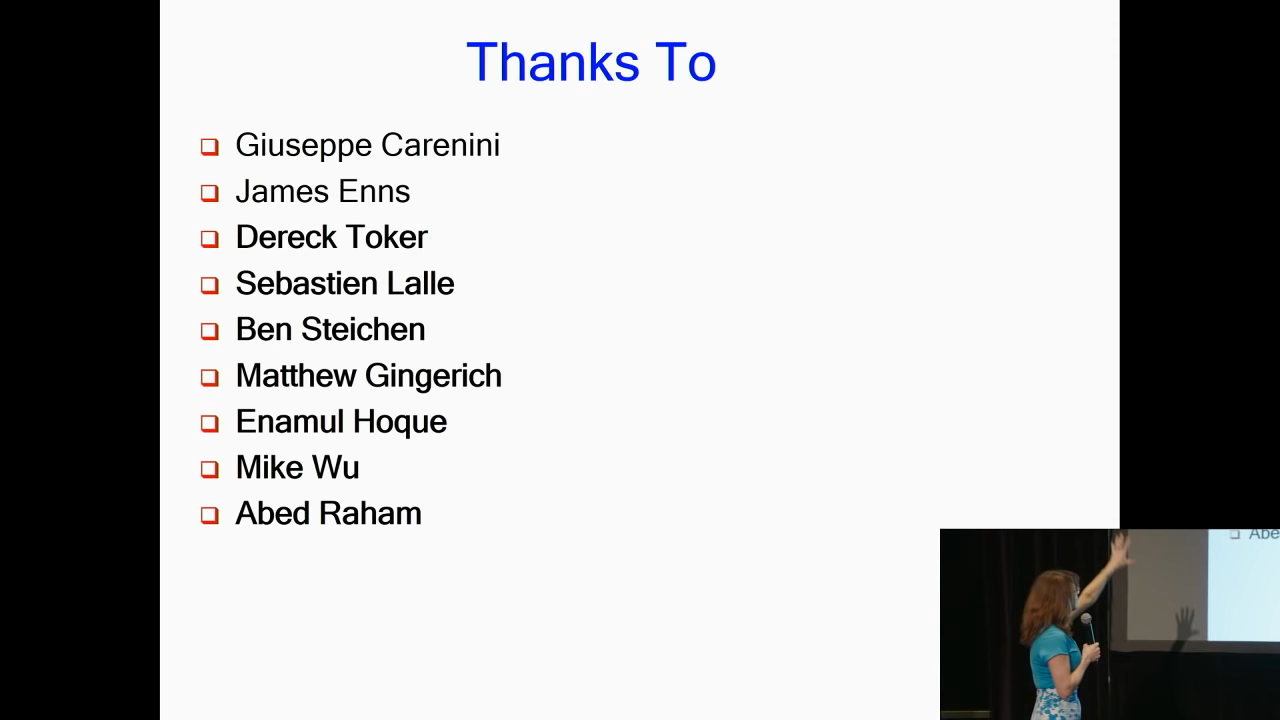 Thanks To
Giuseppe Carenini
James Enns
Dereck Toker
Sebastien Lalle
Ben Steichen
Matthew Gingerich
Enamul Hoque
Mike Wu
Abed Raham
Abe